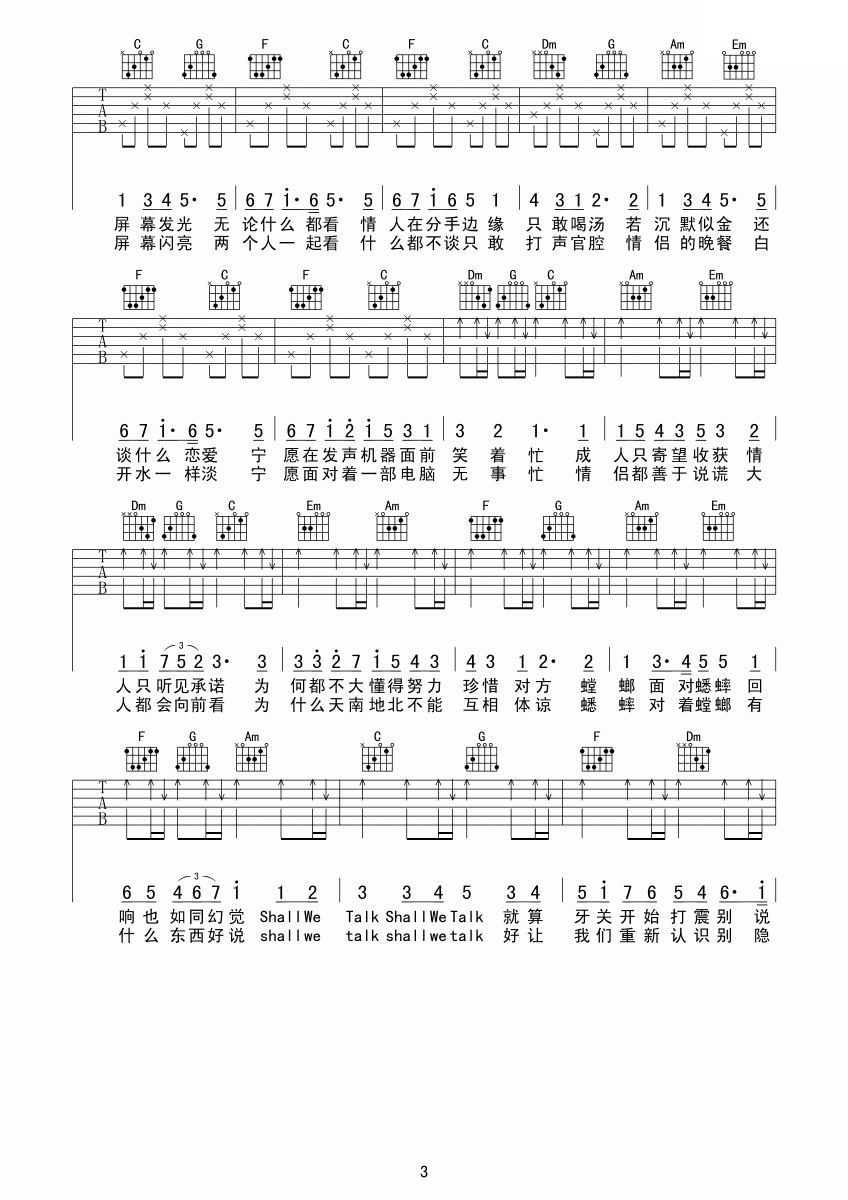 C G F C F C Dm G Am Em
T
A
B
1 3 4 5· 5 | 6 7 1· 6 5· 5 | 6 7 1 6 5 1 | 4 3 1 2· 2 | 1 3 4 5· 5
屏幕发光 无 论什么都看 情 人在分手边缘 只敢喝汤 若 沉默似金 还
屏幕闪亮 两 个人一起看 什 么都不谈只敢 打声官腔 情 侣的晚餐 白
F C F C Dm G C Am Em
T
A
B
6 7 1· 6 5· 5 | 6 7 1 2 1 5 3 1 | 3 2 1· 1 | 1 5 4 3 5 3 2
谈什么恋爱 宁 愿在发声机器面前 笑着忙 成 人只寄望收获 情
开水一样淡 宁 愿面对着一部电脑 无事忙 情 侣都善于说谎 大
Dm G C Em Am F G Am Em
T
A
B
3
1 1 7 5 2 3· 3 | 3 3 2 7 1 5 4 3 | 4 3 1 2· 2 | 1 3· 4 5 5 1
人只听见承诺 为 何都不大懂得努力 珍惜对方 螳 螂面对蟋蟀 回
人都会向前看 为 什么天南地北不能 互相体谅 蟋 蟀对着螳螂 有
F G Am C G F Dm
T
A
B
3
6 5 4 6 7 1 1 2 | 3 3 4 5 3 4 | 5 1 7 6 5 4 6· 1
响也如同幻觉 ShallWe Talk ShallWeTalk 就算 牙关开始打震别 说
什么东西好说 shallwe talk shallwetalk 好让 我们重新认识别 隐
3